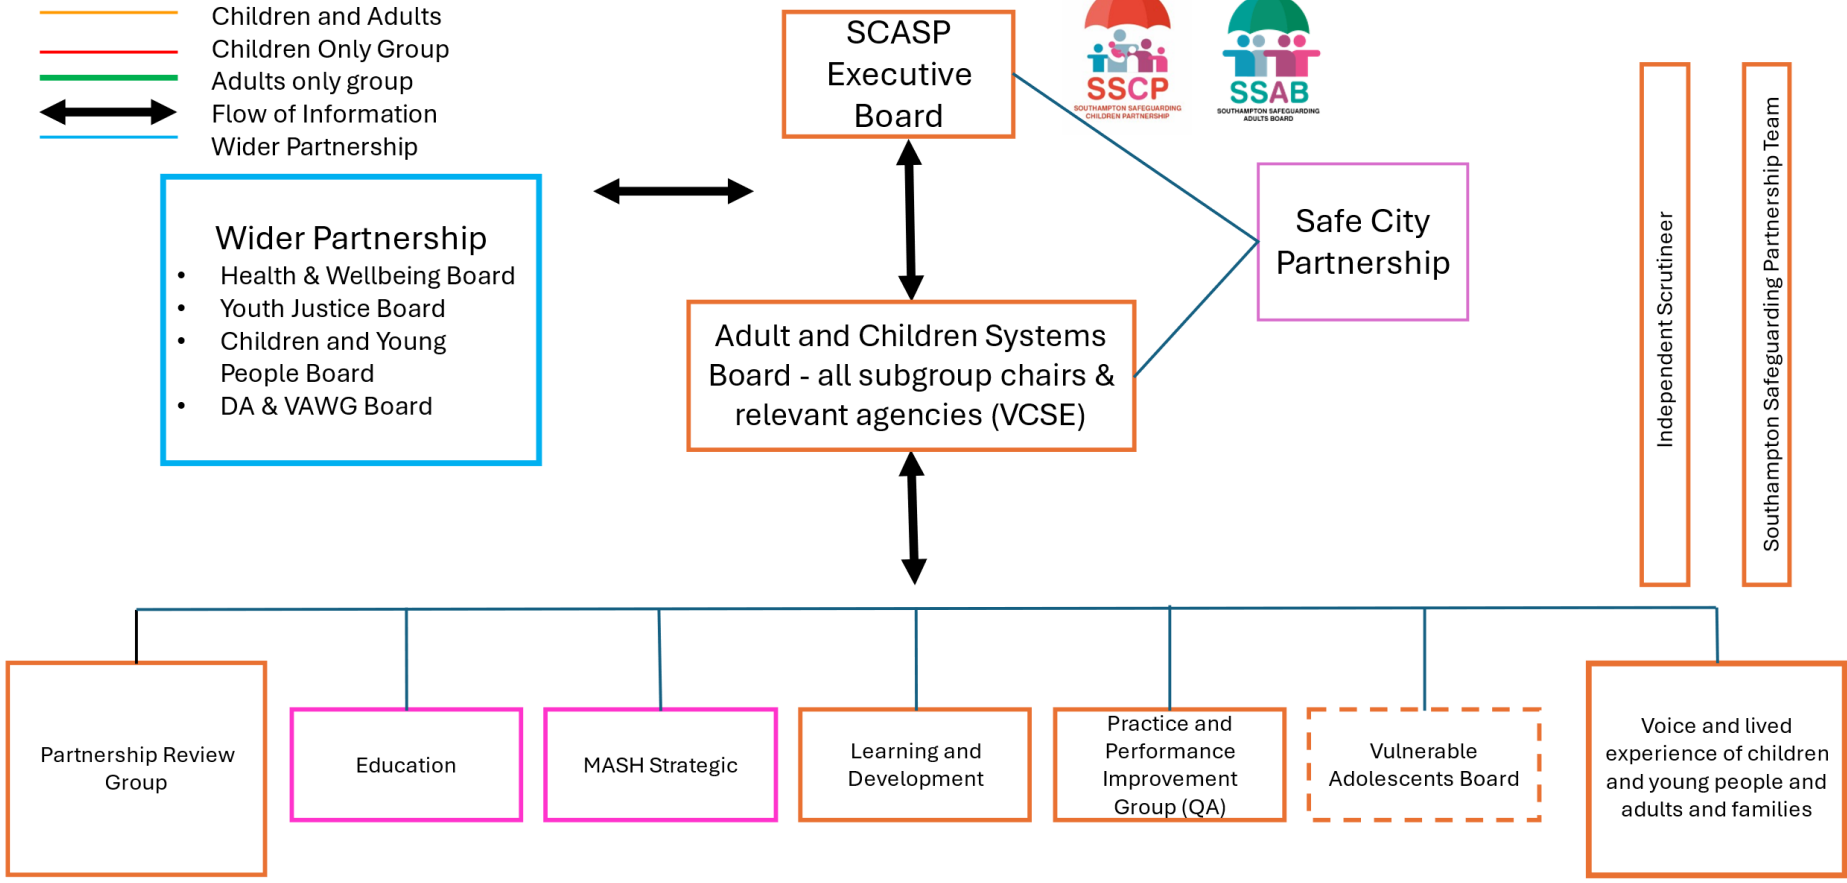 Children and Adults
Children Only Group
Adults only group
Flow of Information
Wider Partnership
SCASP
Executive
Board
SSCP
SOUTHAMPTON SAFEGUARDING
CHILDREN PARTNERSHIP
SSAB
SOUTHAMPTON SAFEGUARDING
ADULTS BOARD
Wider Partnership
• Health & Wellbeing Board
• Youth Justice Board
• Children and Young
People Board
• DA & VAWG Board
Safe City
Partnership
Adult and Children Systems
Board - all subgroup chairs &
relevant agencies (VCSE)
Independent Scrutineer
Southampton Safeguarding Partnership Team
Partnership Review
Group
Education
MASH Strategic
Learning and
Development
Practice and
Performance
Improvement
Group (QA)
Vulnerable
Adolescents Board
Voice and lived
experience of children
and young people and
adults and families